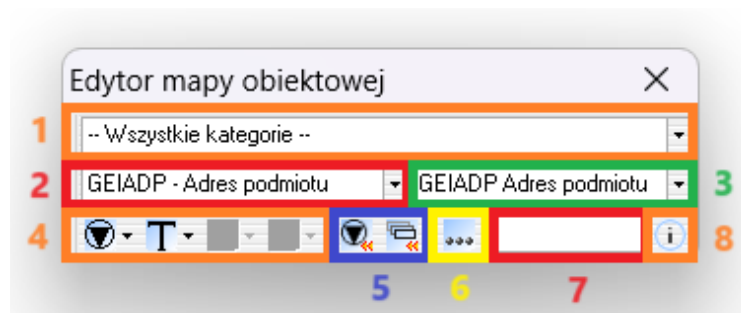 Edytor mapy obiektowej
1 -- Wszystkie kategorie --
2 GEIADP - Adres podmiotu GEIADP Adres podmiotu 3
4 T ... i 8
5 6 7